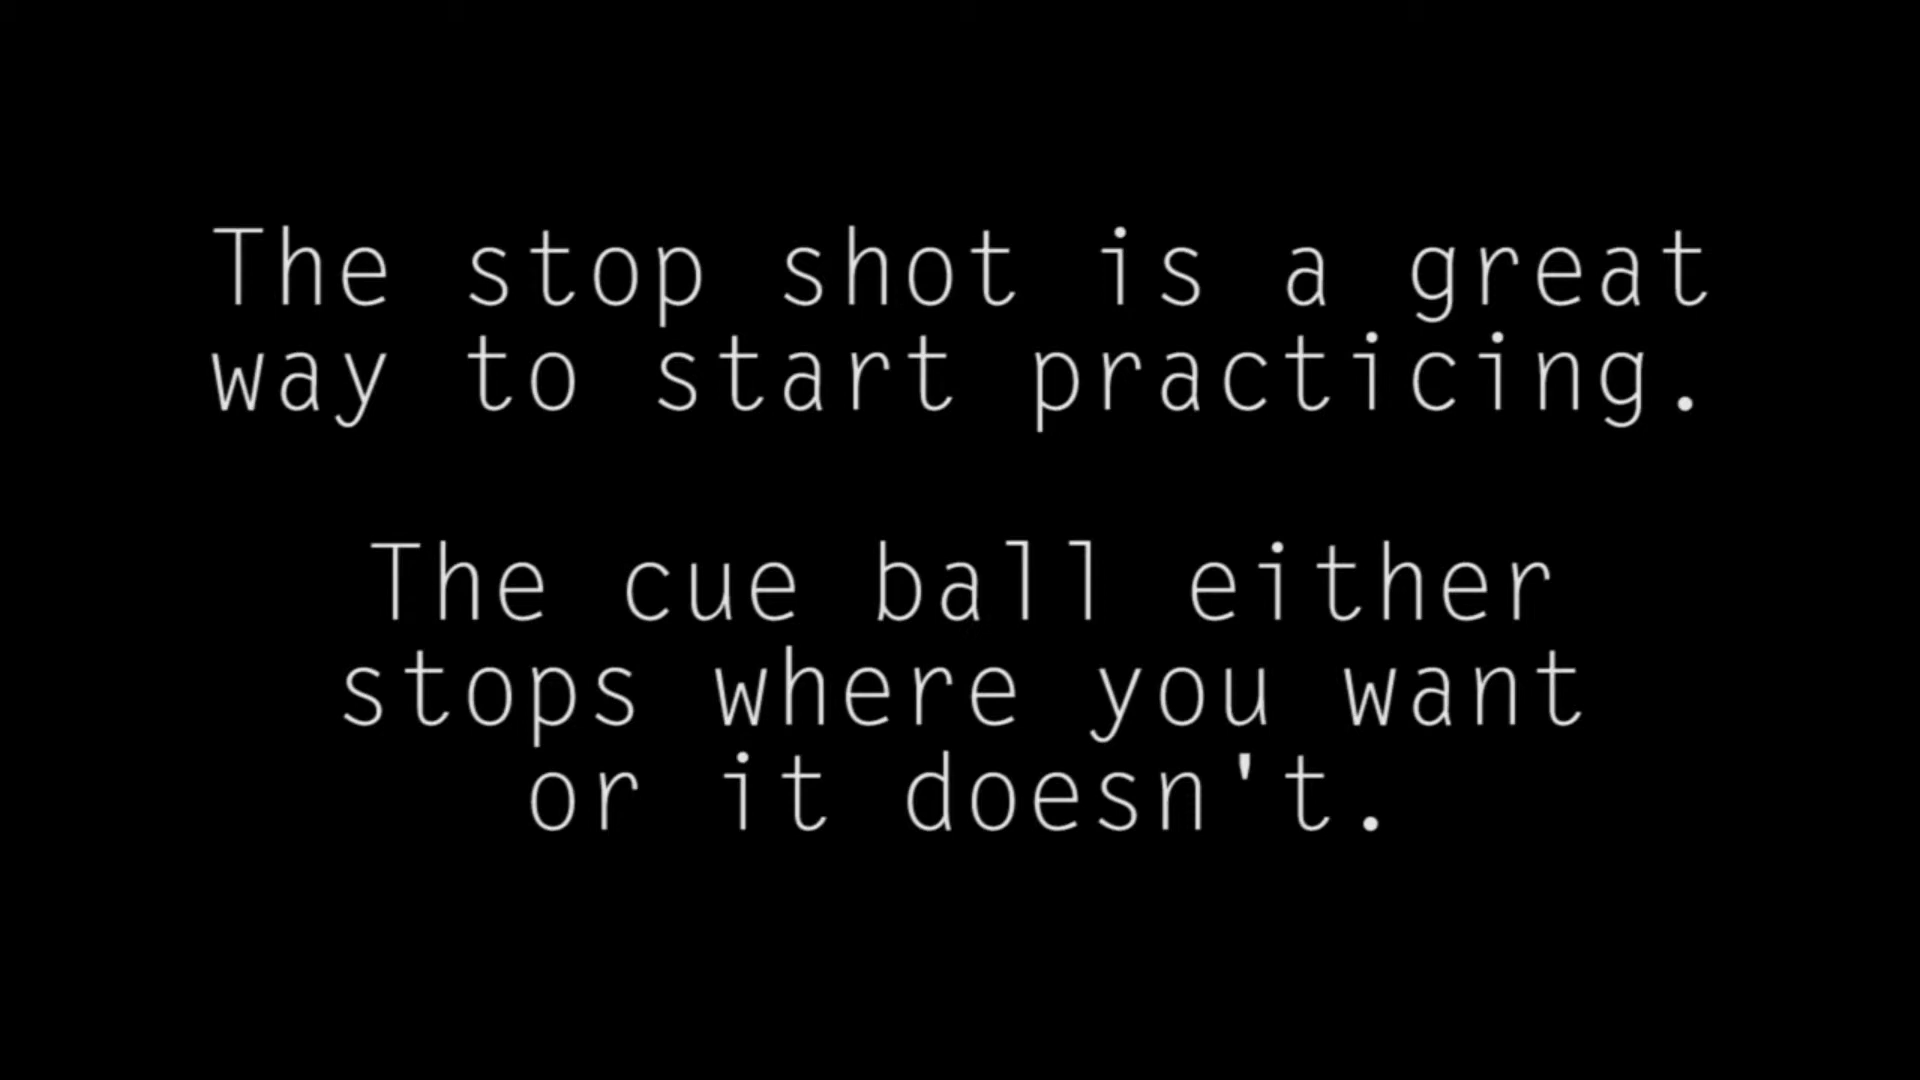 The stop shot is a great
way to start practicing.
The cue ball either
stops where you want
or it doesn't.